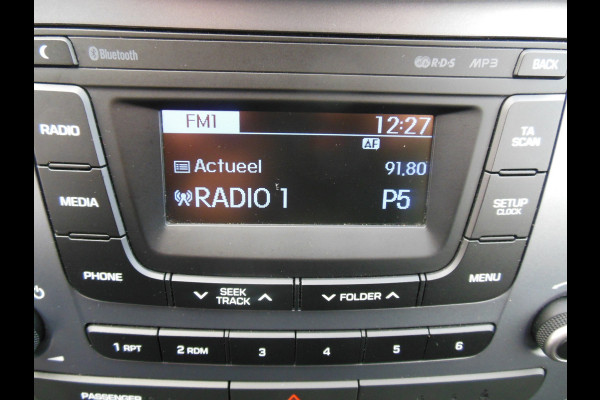 Bluetooth R·D·S MP3 BACK
RADIO
MEDIA
PHONE
FM1 12:27
AF
Actueel 91.80
RADIO 1 P5
TA
SCAN
SETUP
CLOCK
MENU
SEEK
TRACK
FOLDER
1 RPT 2 RDM 3 4 5 6
PASSENGER